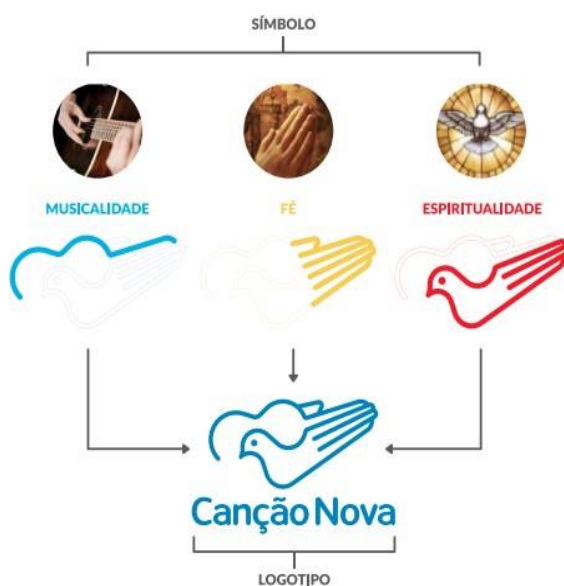 SÍMBOLO
MUSICALIDADE
FÉ
ESPIRITUALIDADE
Canção Nova
LOGOTIPO